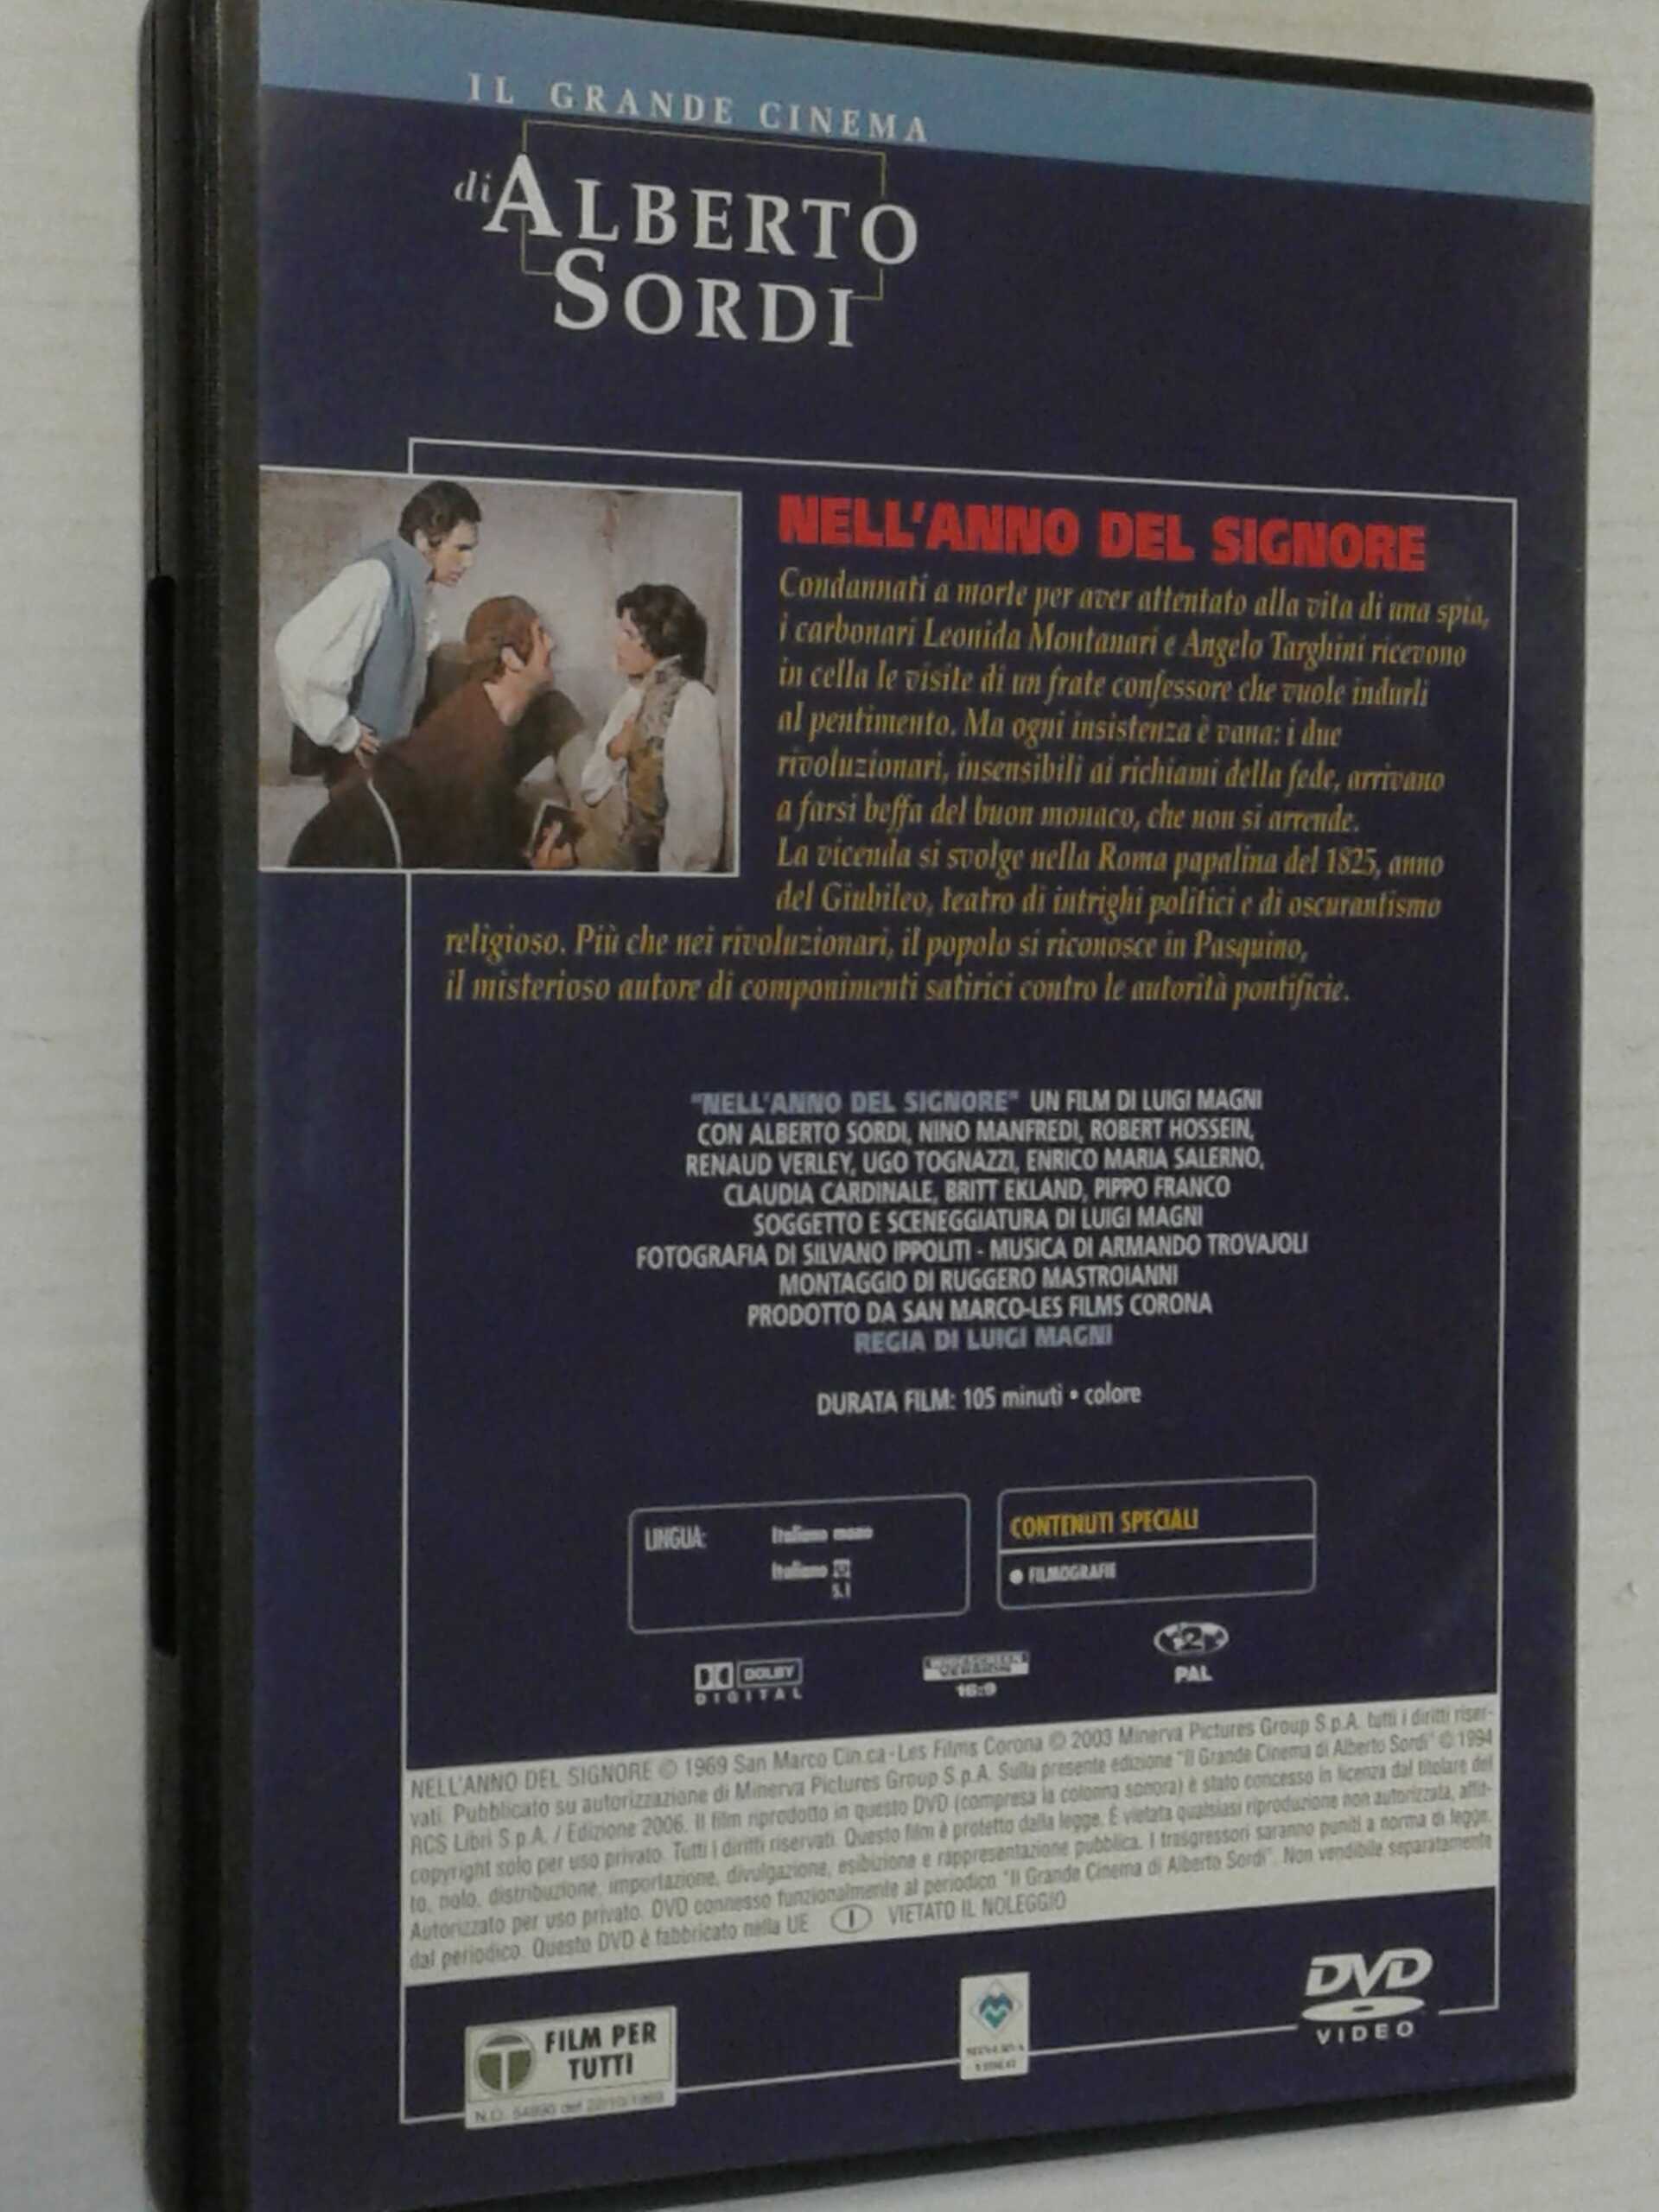 IL GRANDE CINEMA
di ALBERTO
SORDI
NELL'ANNO DEL SIGNORE
Condannati a morte per aver attentato alla vita di una spia,
i carbonari Leonida Montanari e Angelo Targhini ricevono
in cella le visite di un frate confessore che vuole indurli
al pentimento. Ma ogni insistenza è vana: i due
rivoluzionari, insensibili ai richiami della fede, arrivano
a farsi beffa del buon monaco, che non si arrende.
La vicenda si svolge nella Roma papalina del 1825, anno
del Giubileo, teatro di intrighi politici e di oscurantismo
religioso. Più che nei rivoluzionari, il popolo si riconosce in Pasquino,
il misterioso autore di componimenti satirici contro le autorità pontificie.
"NELL'ANNO DEL SIGNORE" UN FILM DI LUIGI MAGNI
CON ALBERTO SORDI, NINO MANFREDI, ROBERT HOSSEIN,
RENAUD VERLEY, UGO TOGNAZZI, ENRICO MARIA SALERNO,
CLAUDIA CARDINALE, BRITT EKLAND, PIPPO FRANCO
SOGGETTO E SCENEGGIATURA DI LUIGI MAGNI
FOTOGRAFIA DI SILVANO IPPOLITI - MUSICA DI ARMANDO TROVAJOLI
MONTAGGIO DI RUGGERO MASTROIANNI
PRODOTTO DA SAN MARCO-LES FILMS CORONA
REGIA DI LUIGI MAGNI
DURATA FILM: 105 minuti • colore
LINGUA: Italiano mono
Italiano
5.1
CONTENUTI SPECIALI
• FILMOGRAFIE
DOLBY
DIGITAL
16:9
2
PAL
NELL'ANNO DEL SIGNORE © 1969 San Marco Cin.ca - Les Films Corona © 2003 Minerva Pictures Group S.p.A. tutti i diritti riser-
vati. Pubblicato su autorizzazione di Minerva Pictures Group S.p.A. Sulla presente edizione "Il Grande Cinema di Alberto Sordi" © 1994
RCS Libri S.p.A. / Edizione 2006. Il film riprodotto in questo DVD (compresa la colonna sonora) è stato concesso in licenza dal titolare del
copyright solo per uso privato. Tutti i diritti riservati. Questo film è protetto dalla legge. È vietata qualsiasi riproduzione non autorizzata, affit-
to, nolo, distribuzione, importazione, divulgazione, esibizione e rappresentazione pubblica. I trasgressori saranno puniti a norma di legge.
Autorizzato per uso privato. DVD connesso funzionalmente al periodico "Il Grande Cinema di Alberto Sordi". Non vendibile separatamente
dal periodico. Questo DVD è fabbricato nella UE I VIETATO IL NOLEGGIO
T FILM PER
TUTTI
MINERVA
VIDEO
DVD
VIDEO